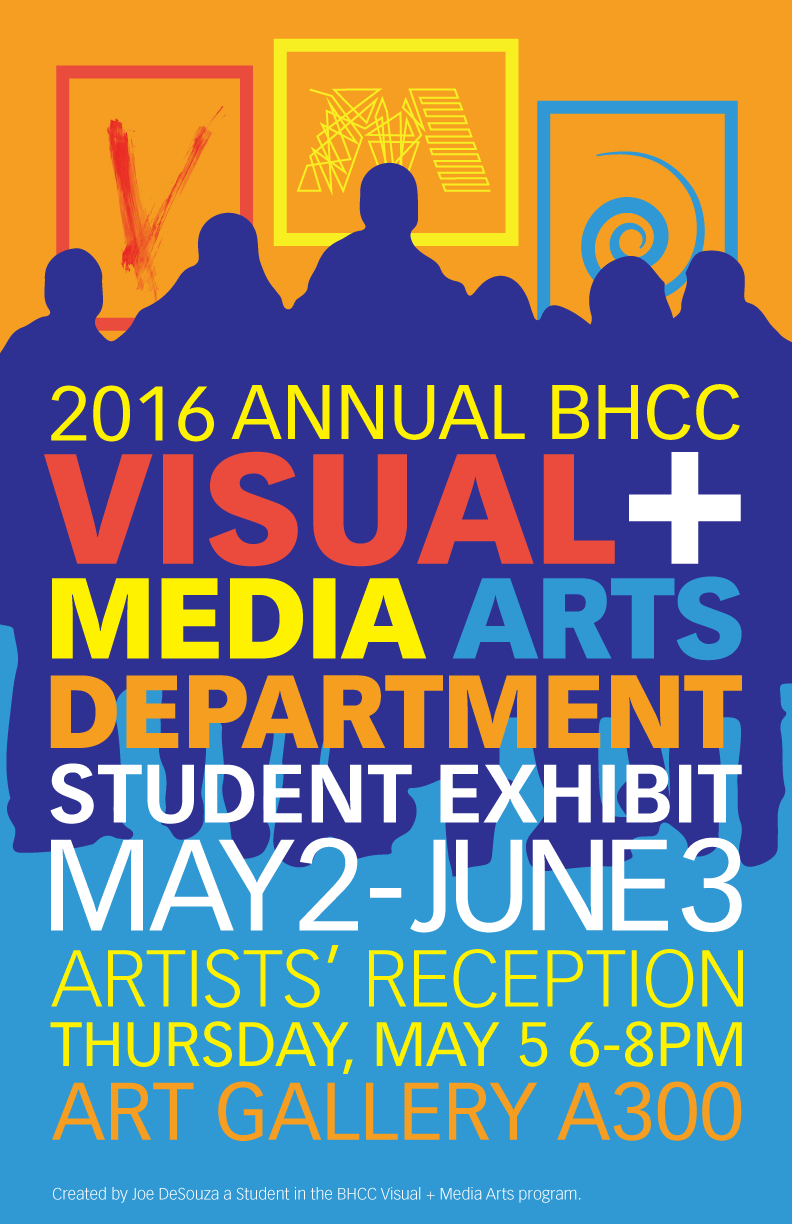 V
M
2016 ANNUAL BHCC
VISUAL+
MEDIA ARTS
DEPARTMENT
STUDENT EXHIBIT
MAY2-JUNE3
ARTISTS’ RECEPTION
THURSDAY, MAY 5 6-8PM
ART GALLERY A300
Created by Joe DeSouza a Student in the BHCC Visual + Media Arts program.